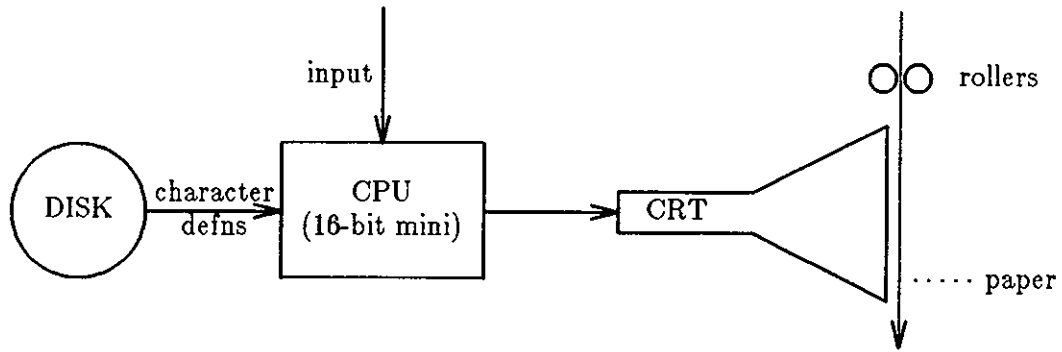 input
rollers
DISK
character
defns
CPU
(16-bit mini)
CRT
paper